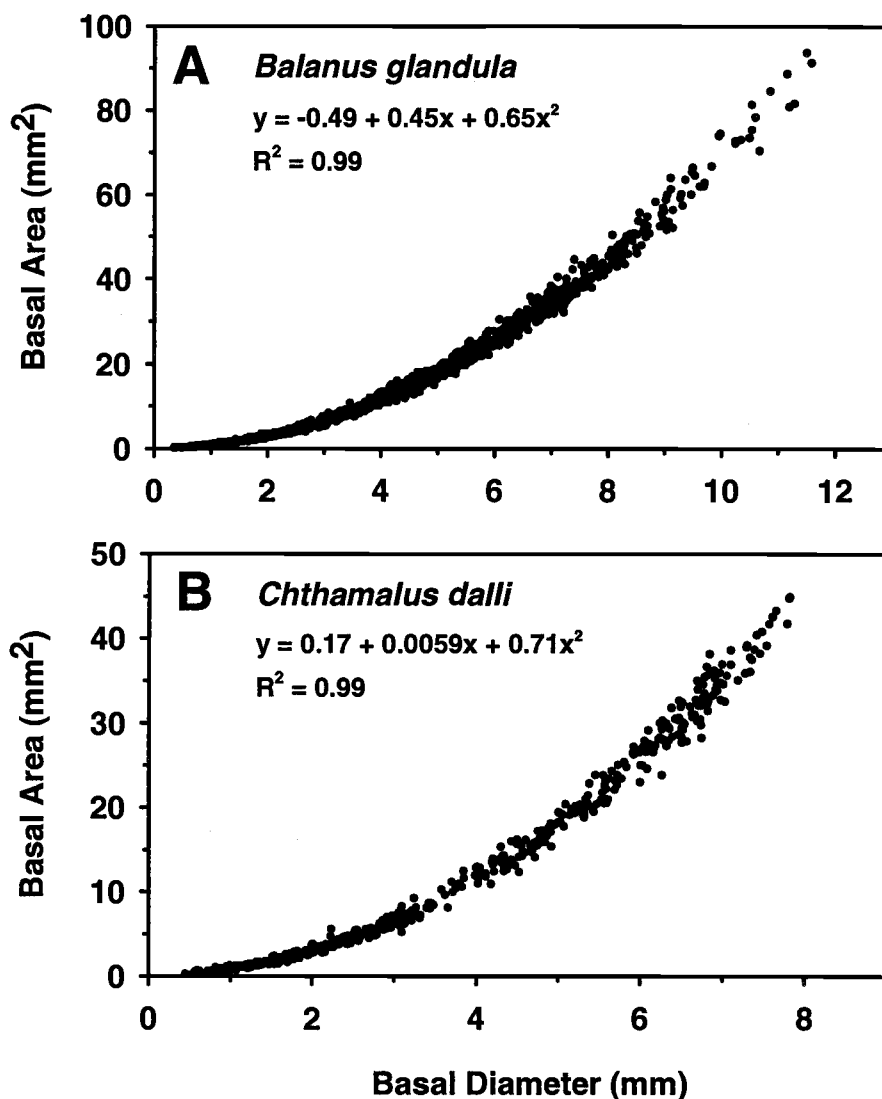 100
80
60
40
20
0
Basal Area (mm²)
A Balanus glandula
y = -0.49 + 0.45x + 0.65x²
R² = 0.99
0 2 4 6 8 10 12
50
40
30
20
10
0
Basal Area (mm²)
B Chthamalus dalli
y = 0.17 + 0.0059x + 0.71x²
R² = 0.99
0 2 4 6 8
Basal Diameter (mm)